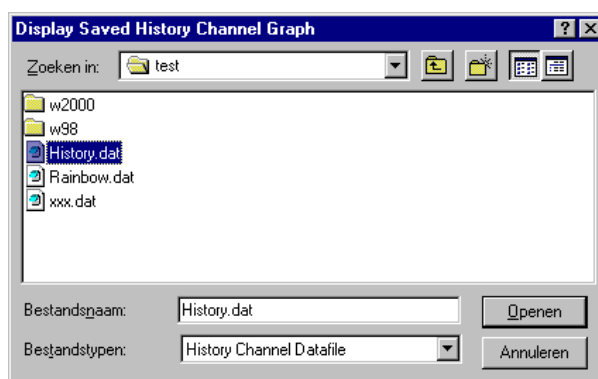 Display Saved History Channel Graph
Zoeken in: test
w2000
w98
History.dat
Rainbow.dat
xxx.dat
Bestandsnaam: History.dat Openen
Bestandstypen: History Channel Datafile Annuleren